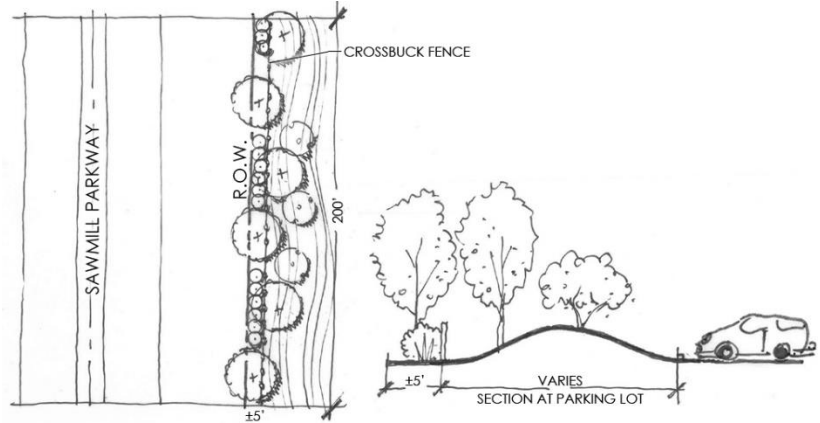 CROSSBUCK FENCE
SAWMILL PARKWAY
R.O.W.
200'
±5'
±5'
VARIES
SECTION AT PARKING LOT